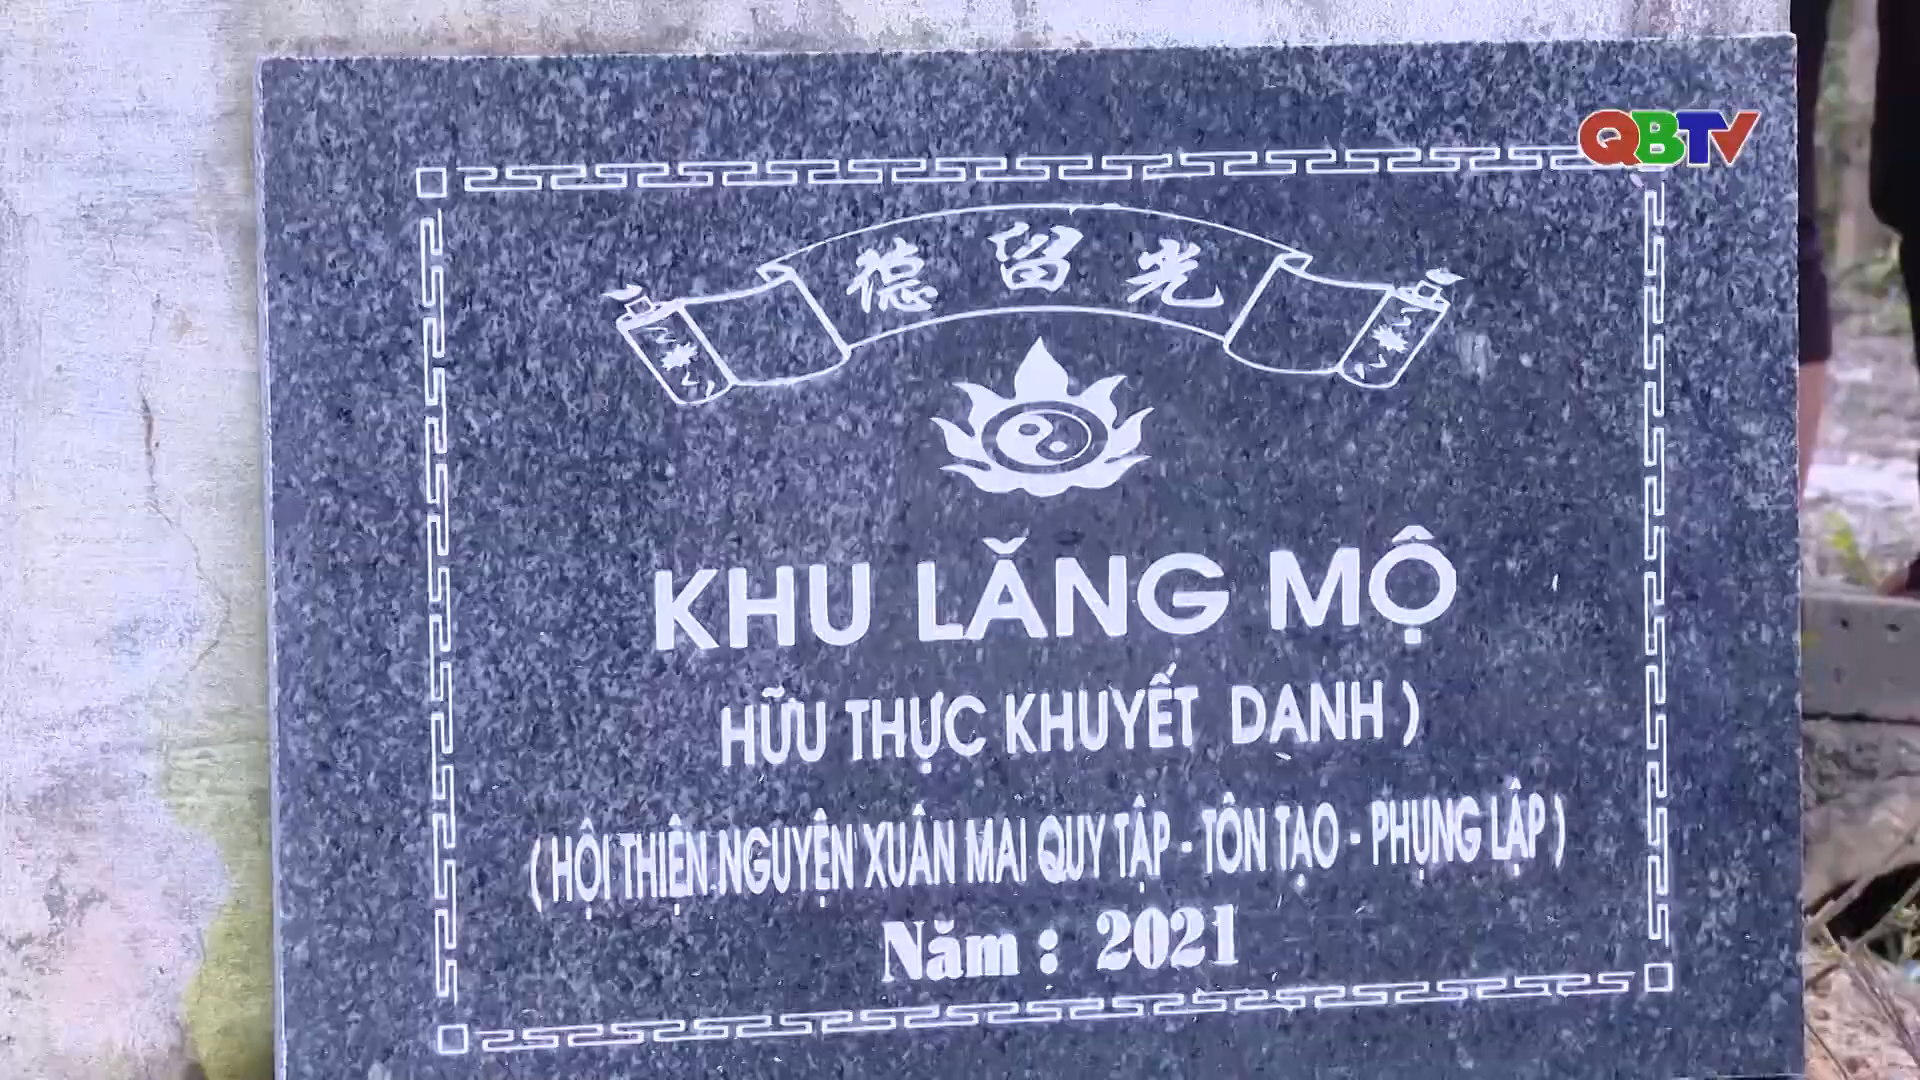 QBTV
德留光
KHU LĂNG MỘ
HỮU THỰC KHUYẾT DANH )
( HỘI THIỆN NGUYỆN XUÂN MAI QUY TẬP - TÔN TẠO - PHỤNG LẬP )
Năm : 2021